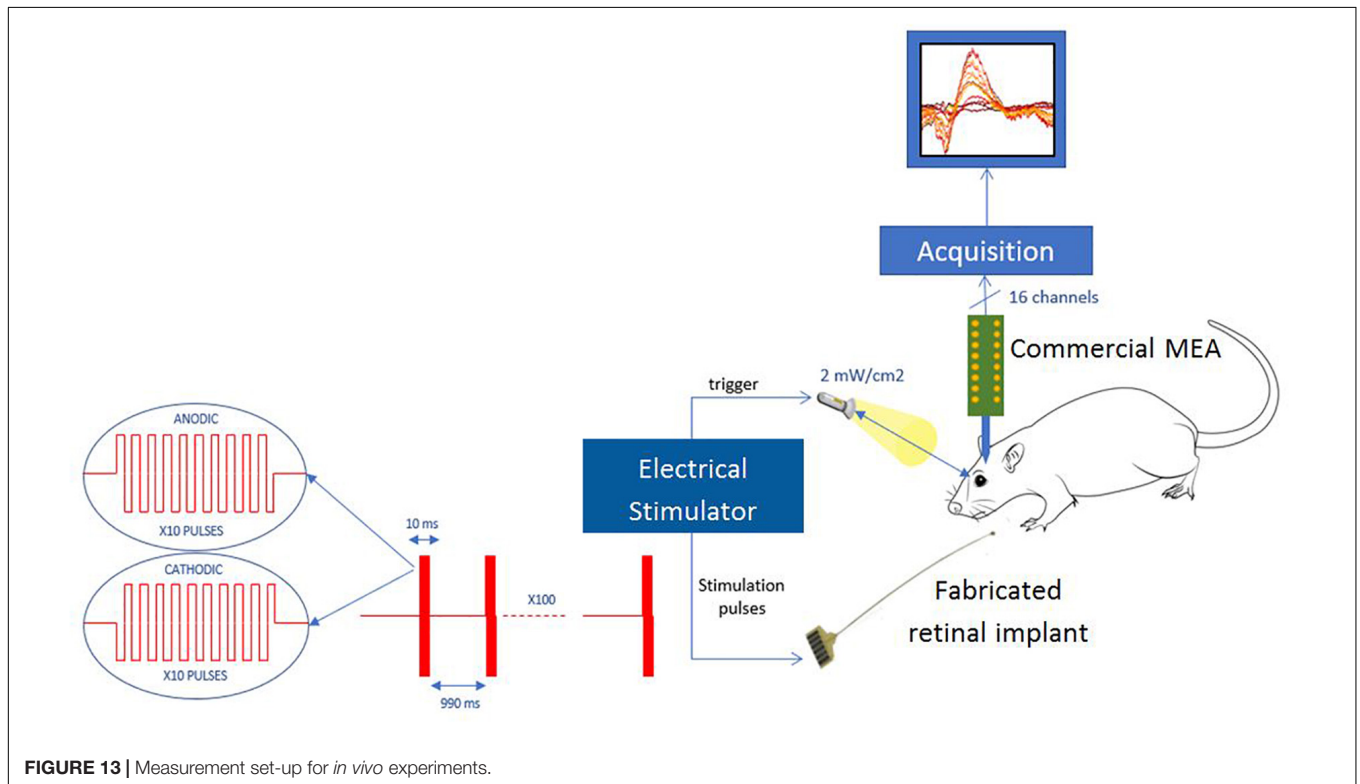 Acquisition
16 channels
Commercial MEA
trigger
2 mW/cm2
Electrical
Stimulator
ANODIC
X10 PULSES
CATHODIC
X10 PULSES
10 ms
X100
990 ms
Stimulation
pulses
Fabricated
retinal implant
FIGURE 13 | Measurement set-up for in vivo experiments.